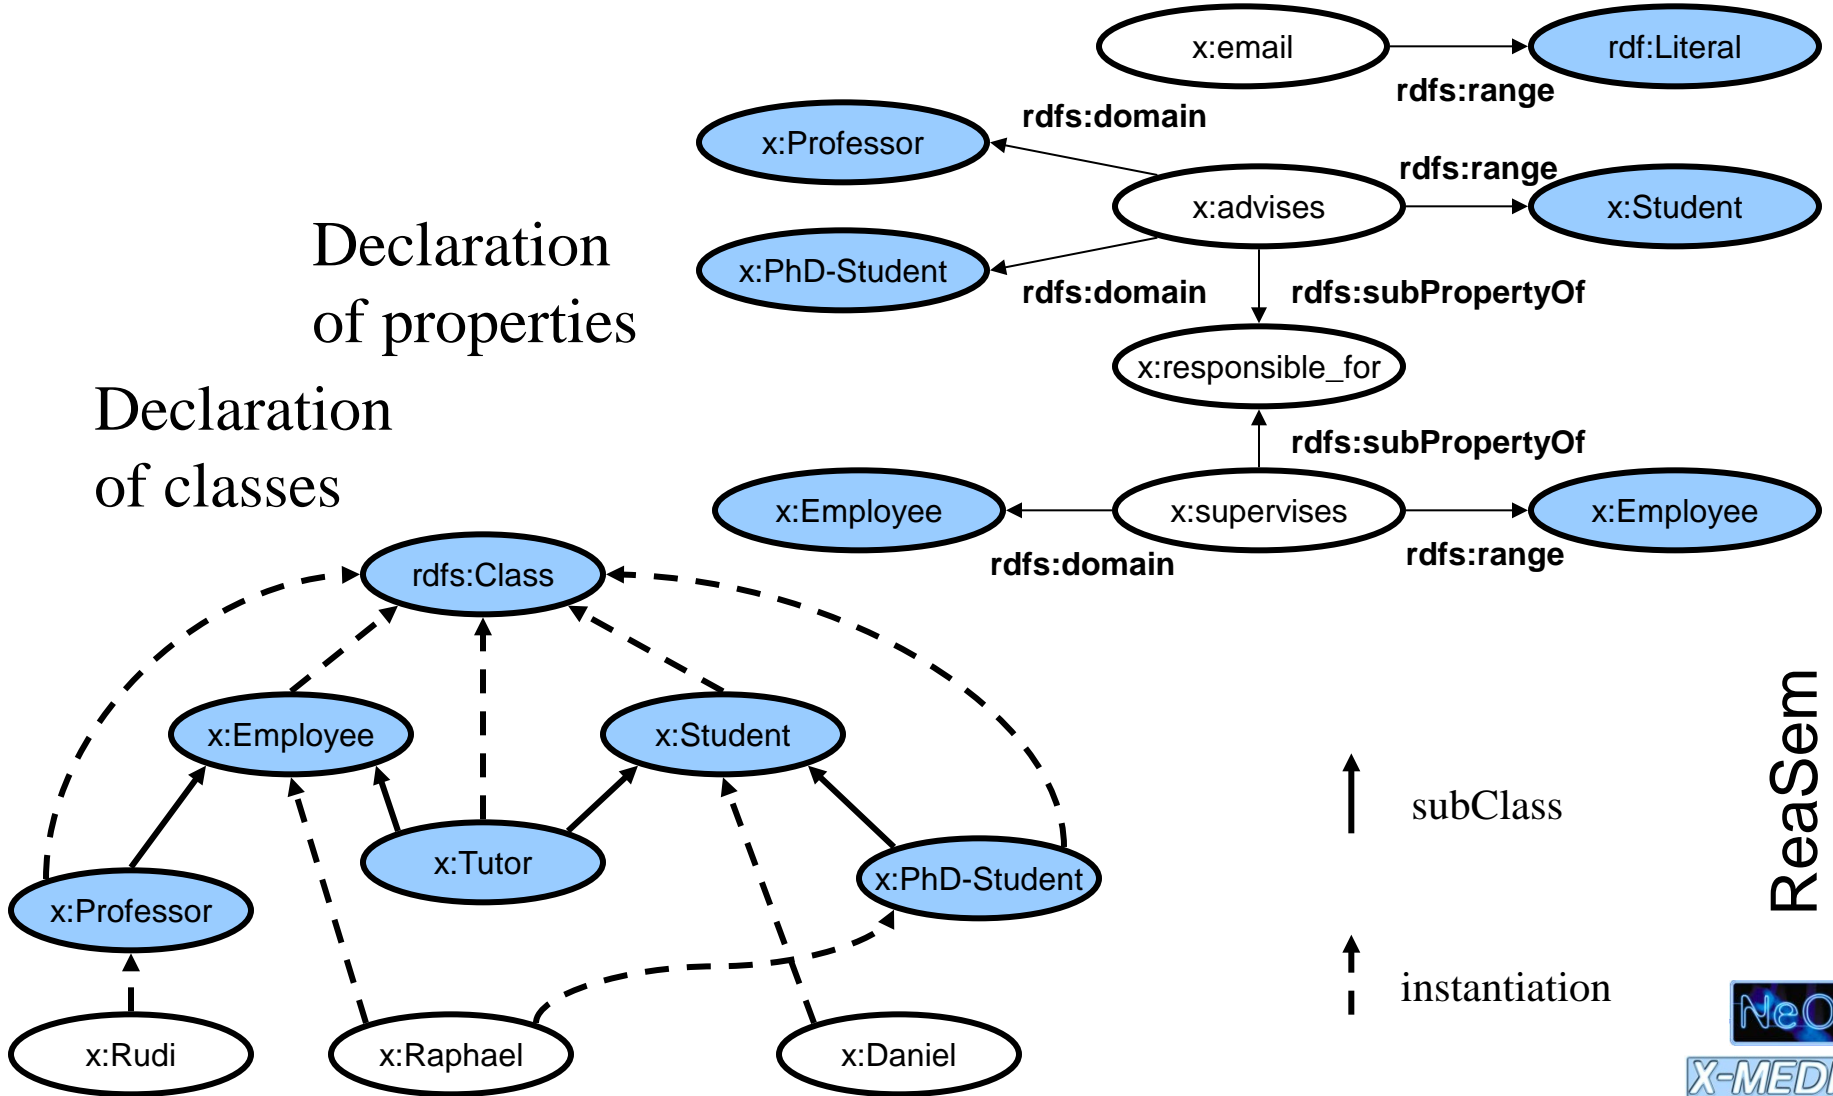 x:email
rdf:Literal
rdfs:range
rdfs:domain
x:Professor
rdfs:range
x:advises
x:Student
Declaration
of properties
x:PhD-Student
rdfs:domain
rdfs:subPropertyOf
x:responsible_for
Declaration
of classes
rdfs:subPropertyOf
x:Employee
x:supervises
x:Employee
rdfs:domain
rdfs:range
rdfs:Class
x:Employee
x:Student
subClass
ReaSem
x:Tutor
x:PhD-Student
x:Professor
instantiation
x:Rudi
x:Raphael
x:Daniel